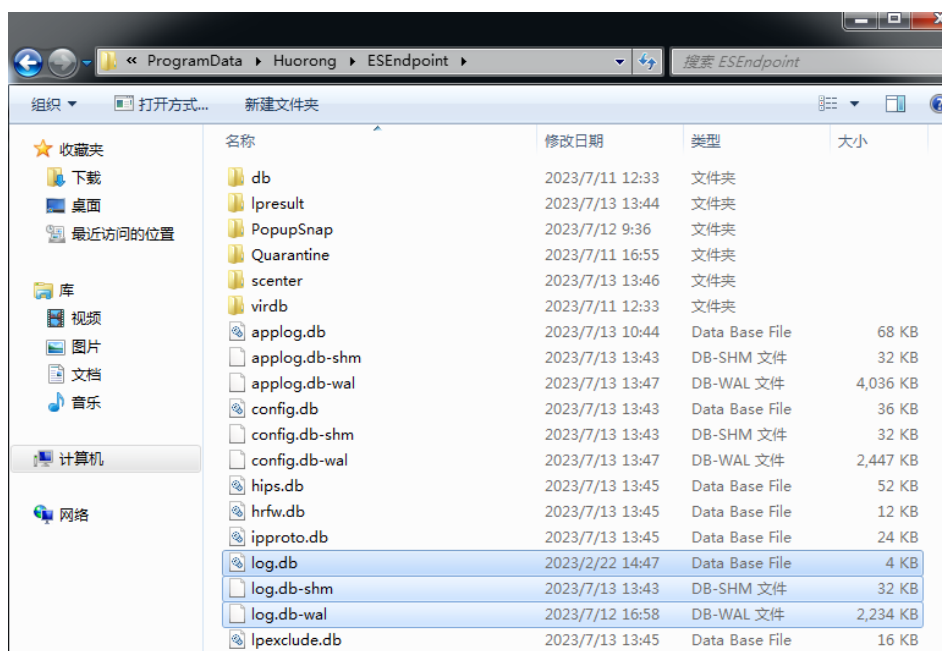 « ProgramData Huorong ESEndpoint 搜索 ESEndpoint
组织 打开方式... 新建文件夹
名称 修改日期 类型 大小
收藏夹
下载
桌面
最近访问的位置
库
视频
图片
文档
音乐
计算机
网络
db 2023/7/11 12:33 文件夹
lpresult 2023/7/13 13:44 文件夹
PopupSnap 2023/7/12 9:36 文件夹
Quarantine 2023/7/11 16:55 文件夹
scenter 2023/7/13 13:46 文件夹
virdb 2023/7/11 12:33 文件夹
applog.db 2023/7/13 10:44 Data Base File 68 KB
applog.db-shm 2023/7/13 13:43 DB-SHM 文件 32 KB
applog.db-wal 2023/7/13 13:47 DB-WAL 文件 4,036 KB
config.db 2023/7/13 13:43 Data Base File 36 KB
config.db-shm 2023/7/13 13:43 DB-SHM 文件 32 KB
config.db-wal 2023/7/13 13:47 DB-WAL 文件 2,447 KB
hips.db 2023/7/13 13:45 Data Base File 52 KB
hrfw.db 2023/7/13 13:45 Data Base File 12 KB
ipproto.db 2023/7/13 13:45 Data Base File 24 KB
log.db 2023/2/22 14:47 Data Base File 4 KB
log.db-shm 2023/7/13 13:43 DB-SHM 文件 32 KB
log.db-wal 2023/7/12 16:58 DB-WAL 文件 2,234 KB
lpexclude.db 2023/7/13 13:45 Data Base File 16 KB